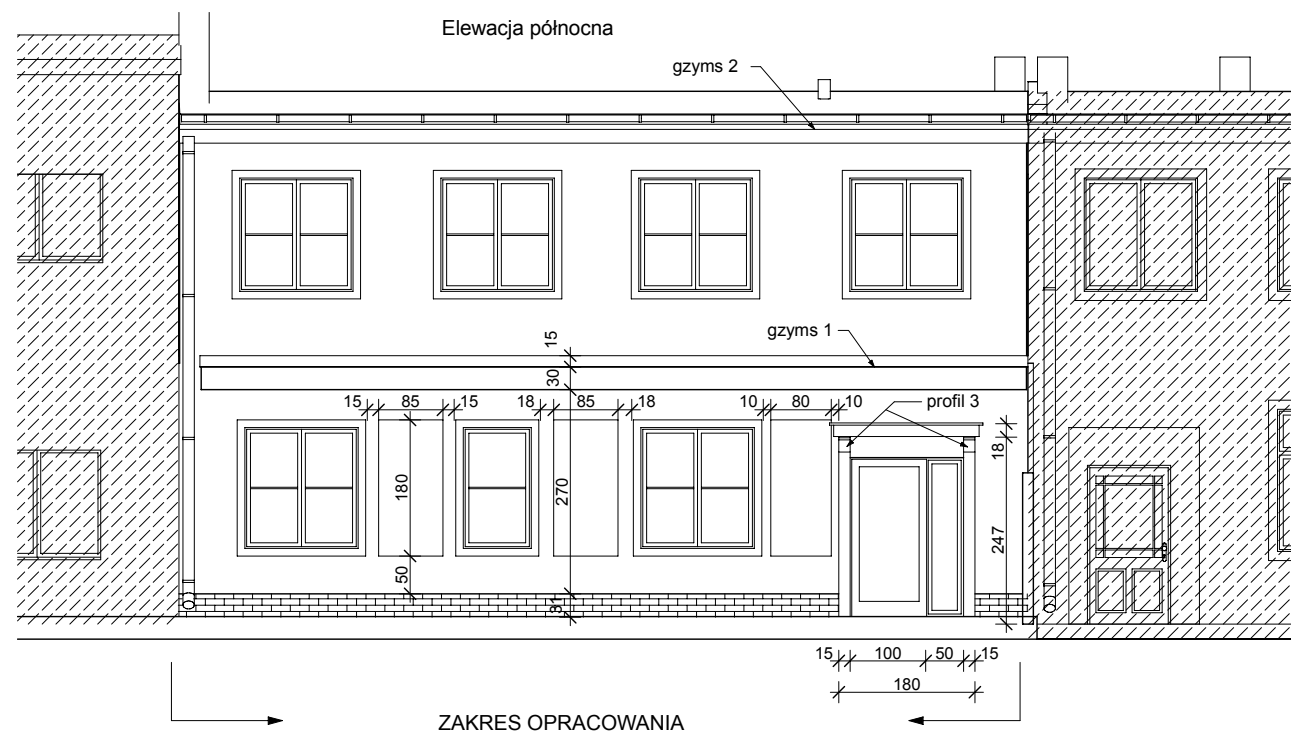 Elewacja północna
gzyms 2
gzyms 1
15
30
15 85 15 18 85 18 10 80 10
profil 3
18
180
270
247
50
31
15 100 50 15
180
ZAKRES OPRACOWANIA